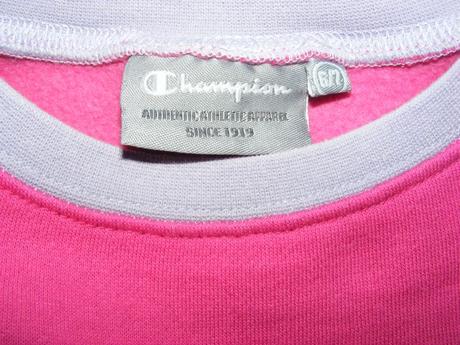 Champion
6/7
AUTHENTIC ATHLETIC APPAREL
SINCE 1919